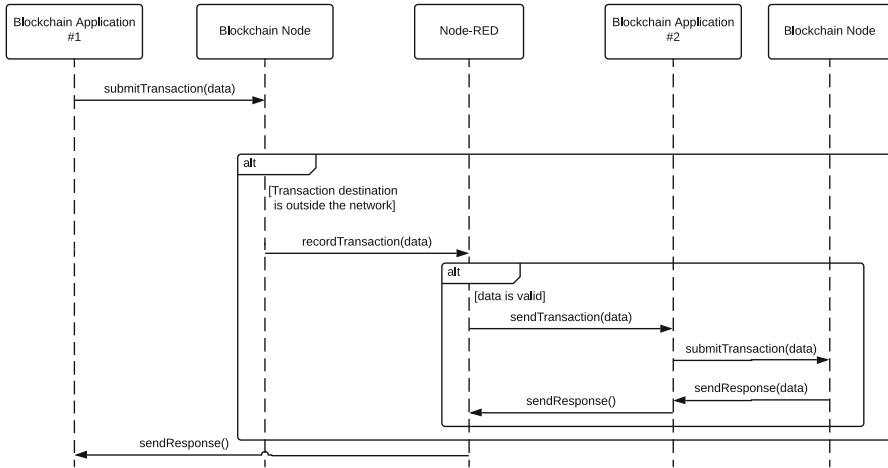 Blockchain Application
#1
Blockchain Node
Node-RED
Blockchain Application
#2
Blockchain Node
submitTransaction(data)
alt
[Transaction destination
is outside the network]
recordTransaction(data)
alt
[data is valid]
sendTransaction(data)
submitTransaction(data)
sendResponse(data)
sendResponse()
sendResponse()